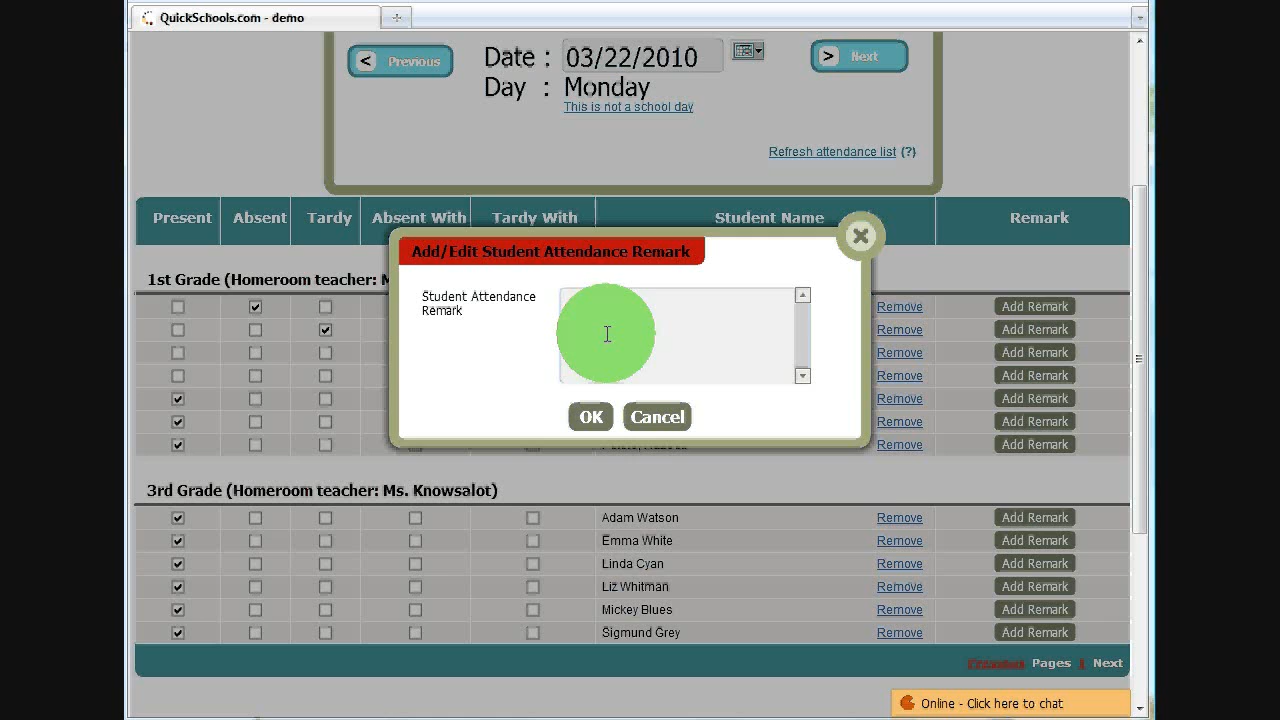 QuickSchools.com - demo
< Previous
Date : 03/22/2010
> Next
Day : Monday
This is not a school day
Refresh attendance list (?)
Present Absent Tardy Absent With Tardy With Student Name Remark
Add/Edit Student Attendance Remark
1st Grade (Homeroom teacher: M
Student Attendance
Remark
Remove Add Remark
Remove Add Remark
Remove Add Remark
Remove Add Remark
Remove Add Remark
OK Cancel
Remove Add Remark
Remove Add Remark
3rd Grade (Homeroom teacher: Ms. Knowsalot)
Adam Watson Remove Add Remark
Emma White Remove Add Remark
Linda Cyan Remove Add Remark
Liz Whitman Remove Add Remark
Mickey Blues Remove Add Remark
Sigmund Grey Remove Add Remark
Pages 1 Next
Online - Click here to chat